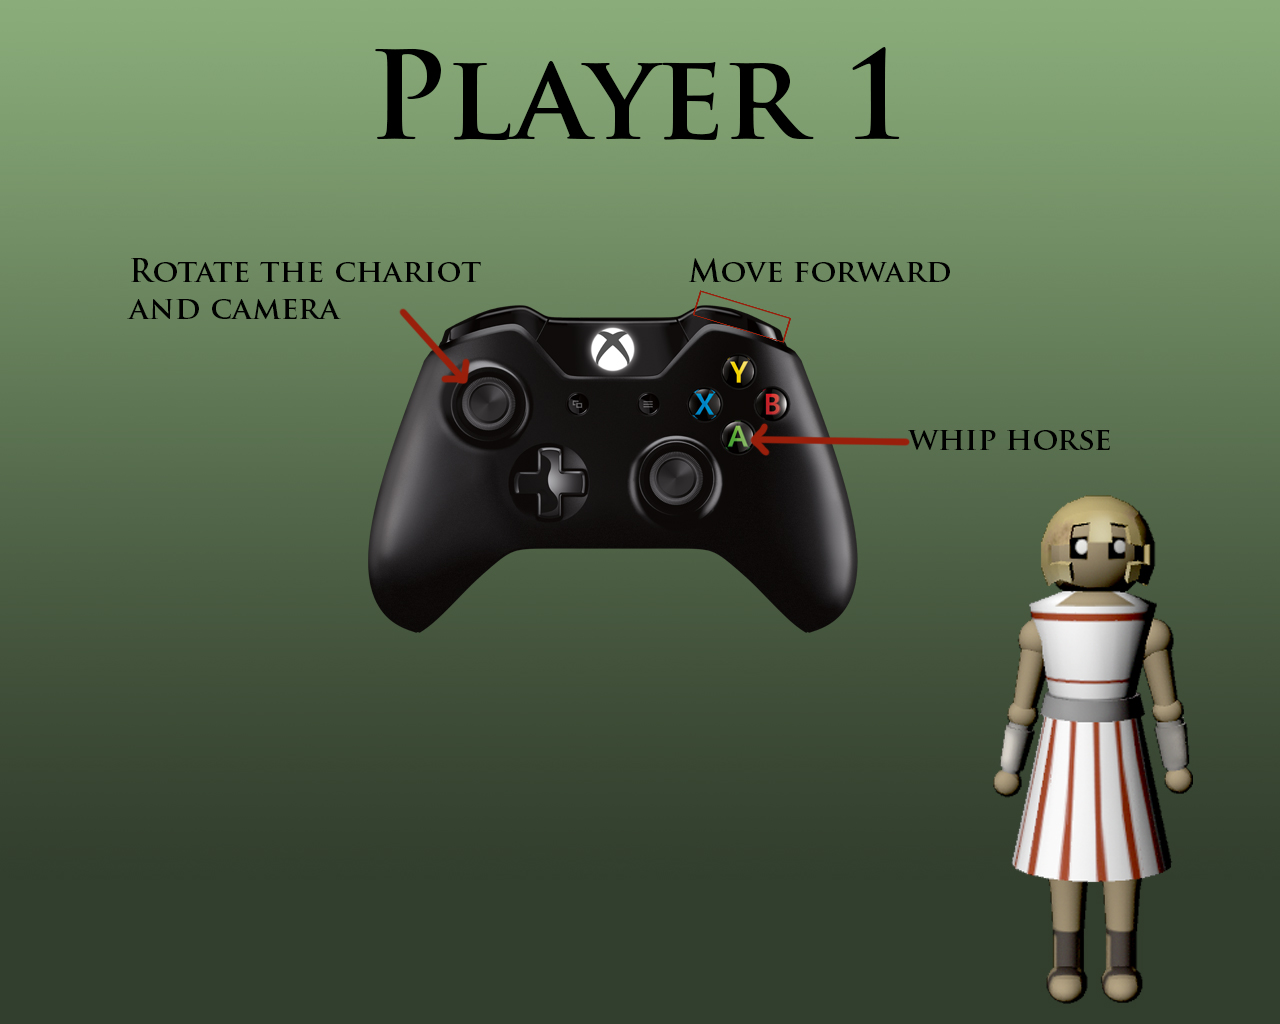 Player 1
Rotate the chariot
and camera
Move forward
Y
X
B
A
whip horse